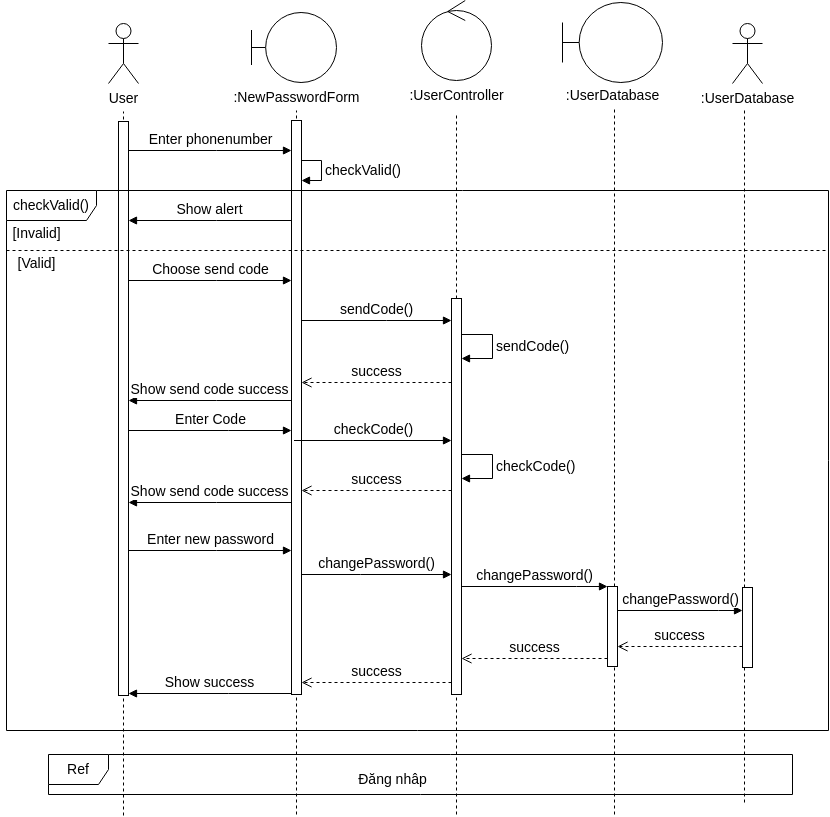 User
:NewPasswordForm
:UserController
:UserDatabase
:UserDatabase
Enter phonenumber
checkValid()
checkValid()
Show alert
[Invalid]
[Valid]
Choose send code
sendCode()
sendCode()
success
Show send code success
Enter Code
checkCode()
checkCode()
success
Show send code success
Enter new password
changePassword()
changePassword()
changePassword()
success
success
success
Show success
Ref
Đăng nhâp